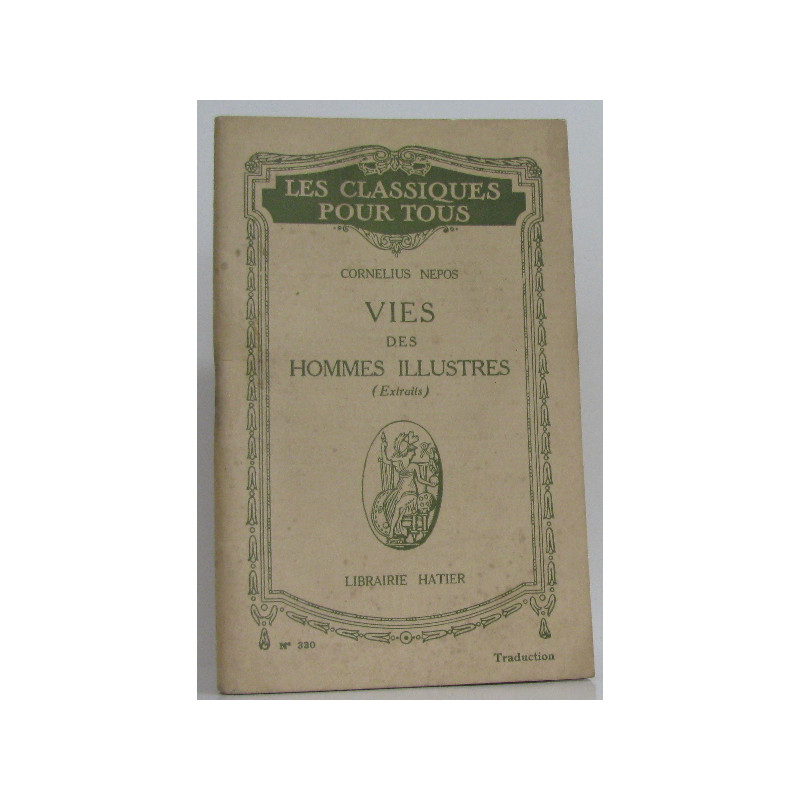 LES CLASSIQUES
POUR TOUS
CORNELIUS NEPOS
VIES
DES
HOMMES ILLUSTRES
(Extraits)
LIBRAIRIE HATIER
N° 330
Traduction